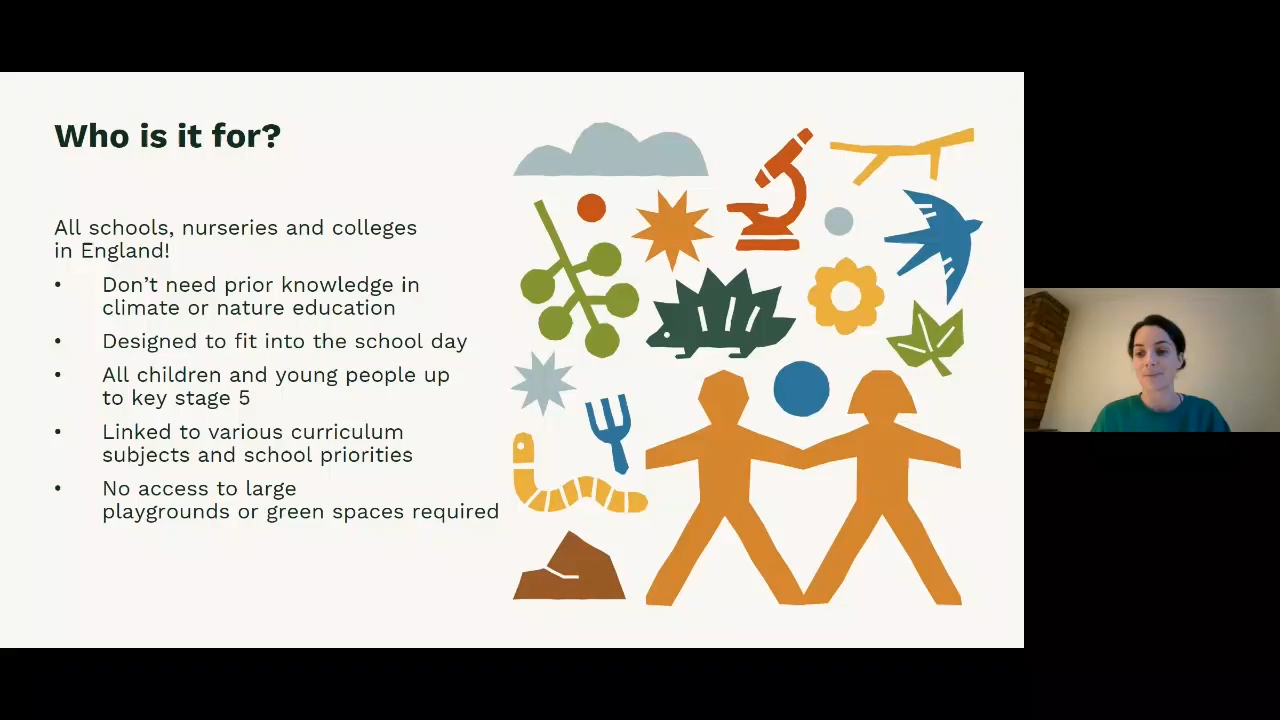 Who is it for?
All schools, nurseries and colleges
in England!
• Don’t need prior knowledge in
climate or nature education
• Designed to fit into the school day
• All children and young people up
to key stage 5
• Linked to various curriculum
subjects and school priorities
• No access to large
playgrounds or green spaces required